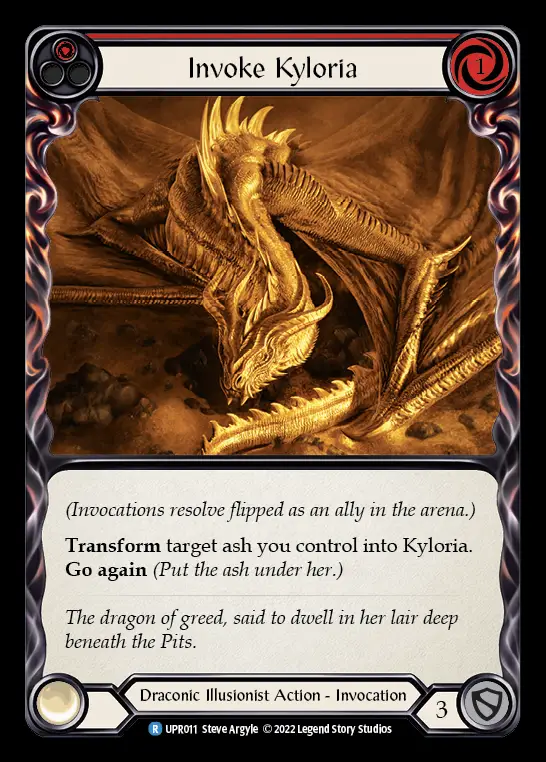 Invoke Kyloria
1
(Invocations resolve flipped as an ally in the arena.)
Transform target ash you control into Kyloria.
Go again (Put the ash under her.)
The dragon of greed, said to dwell in her lair deep
beneath the Pits.
Draconic Illusionist Action - Invocation
3
R UPR011 Steve Argyle © 2022 Legend Story Studios